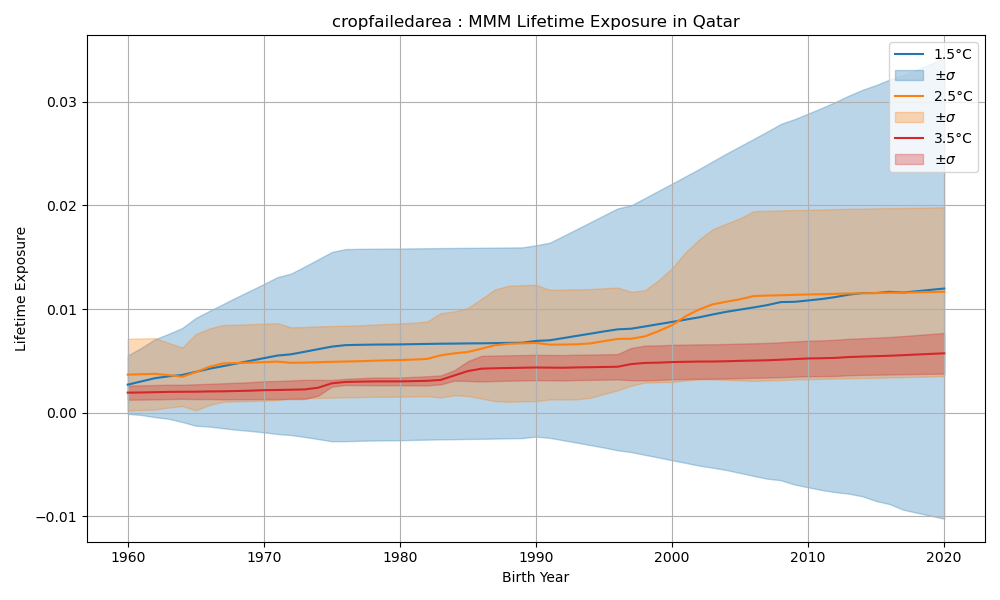 cropfailedarea : MMM Lifetime Exposure in Qatar
1.5°C
±σ
2.5°C
±σ
3.5°C
±σ
0.03
0.02
0.01
0.00
−0.01
Lifetime Exposure
1960 1970 1980 1990 2000 2010 2020
Birth Year